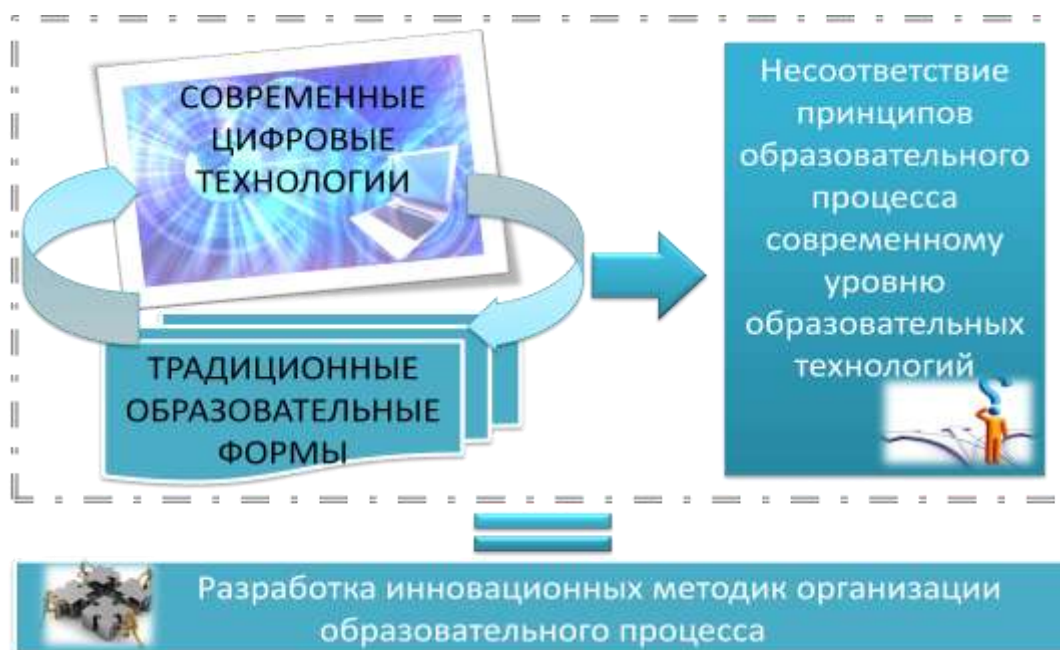 СОВРЕМЕННЫЕ
ЦИФРОВЫЕ
ТЕХНОЛОГИИ
ТРАДИЦИОННЫЕ
ОБРАЗОВАТЕЛЬНЫЕ
ФОРМЫ
Несоответствие
принципов
образовательного
процесса
современному
уровню
образовательных
технологий
Разработка инновационных методик организации
образовательного процесса